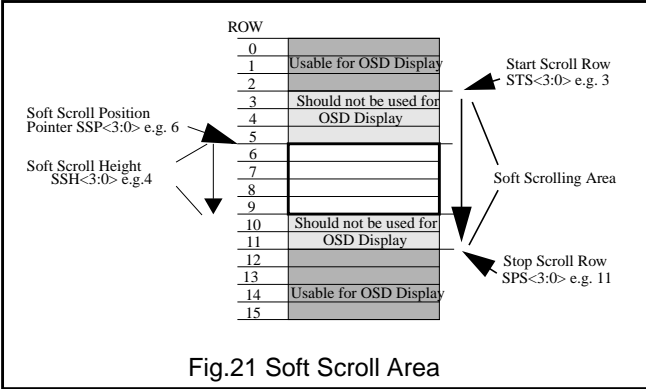 ROW
0
1
2
3
4
5
6
7
8
9
10
11
12
13
14
15
Usable for OSD Display
Should not be used for
OSD Display
Should not be used for
OSD Display
Usable for OSD Display
Soft Scroll Position
Pointer SSP<3:0> e.g. 6
Soft Scroll Height
SSH<3:0> e.g.4
Start Scroll Row
STS<3:0> e.g. 3
Soft Scrolling Area
Stop Scroll Row
SPS<3:0> e.g. 11
Fig.21 Soft Scroll Area